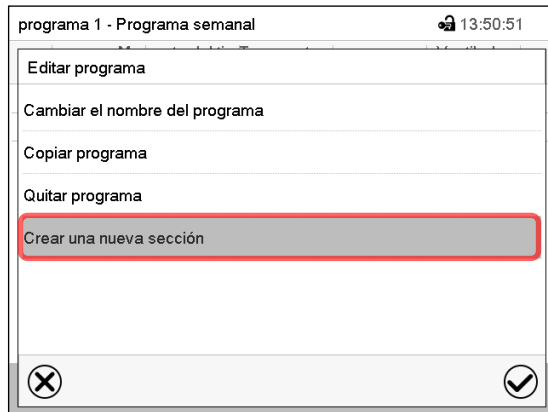 programa 1 - Programa semanal 13:50:51
Editar programa
Cambiar el nombre del programa
Copiar programa
Quitar programa
Crear una nueva sección